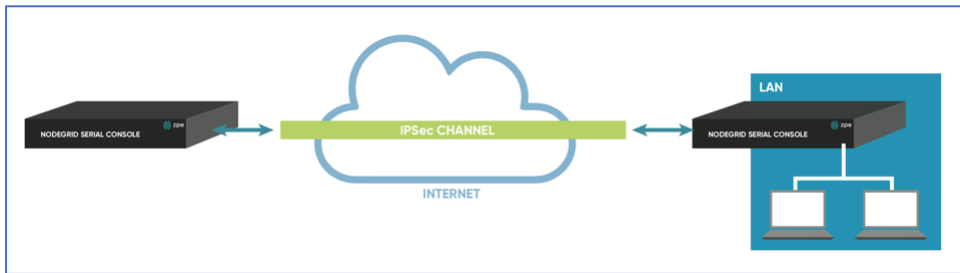 LAN
NODEGRID SERIAL CONSOLE
zpe
IPSec CHANNEL
NODEGRID SERIAL CONSOLE
zpe
INTERNET